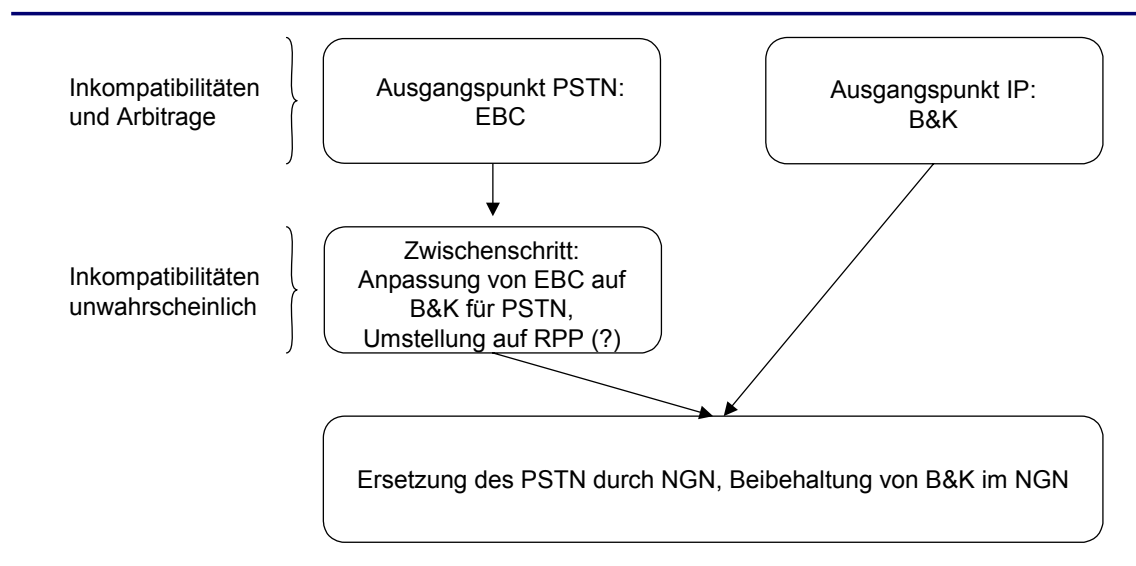 Inkompatibilitäten
und Arbitrage
Ausgangspunkt PSTN:
EBC
Ausgangspunkt IP:
B&K
Inkompatibilitäten
unwahrscheinlich
Zwischenschritt:
Anpassung von EBC auf
B&K für PSTN,
Umstellung auf RPP (?)
Ersetzung des PSTN durch NGN, Beibehaltung von B&K im NGN